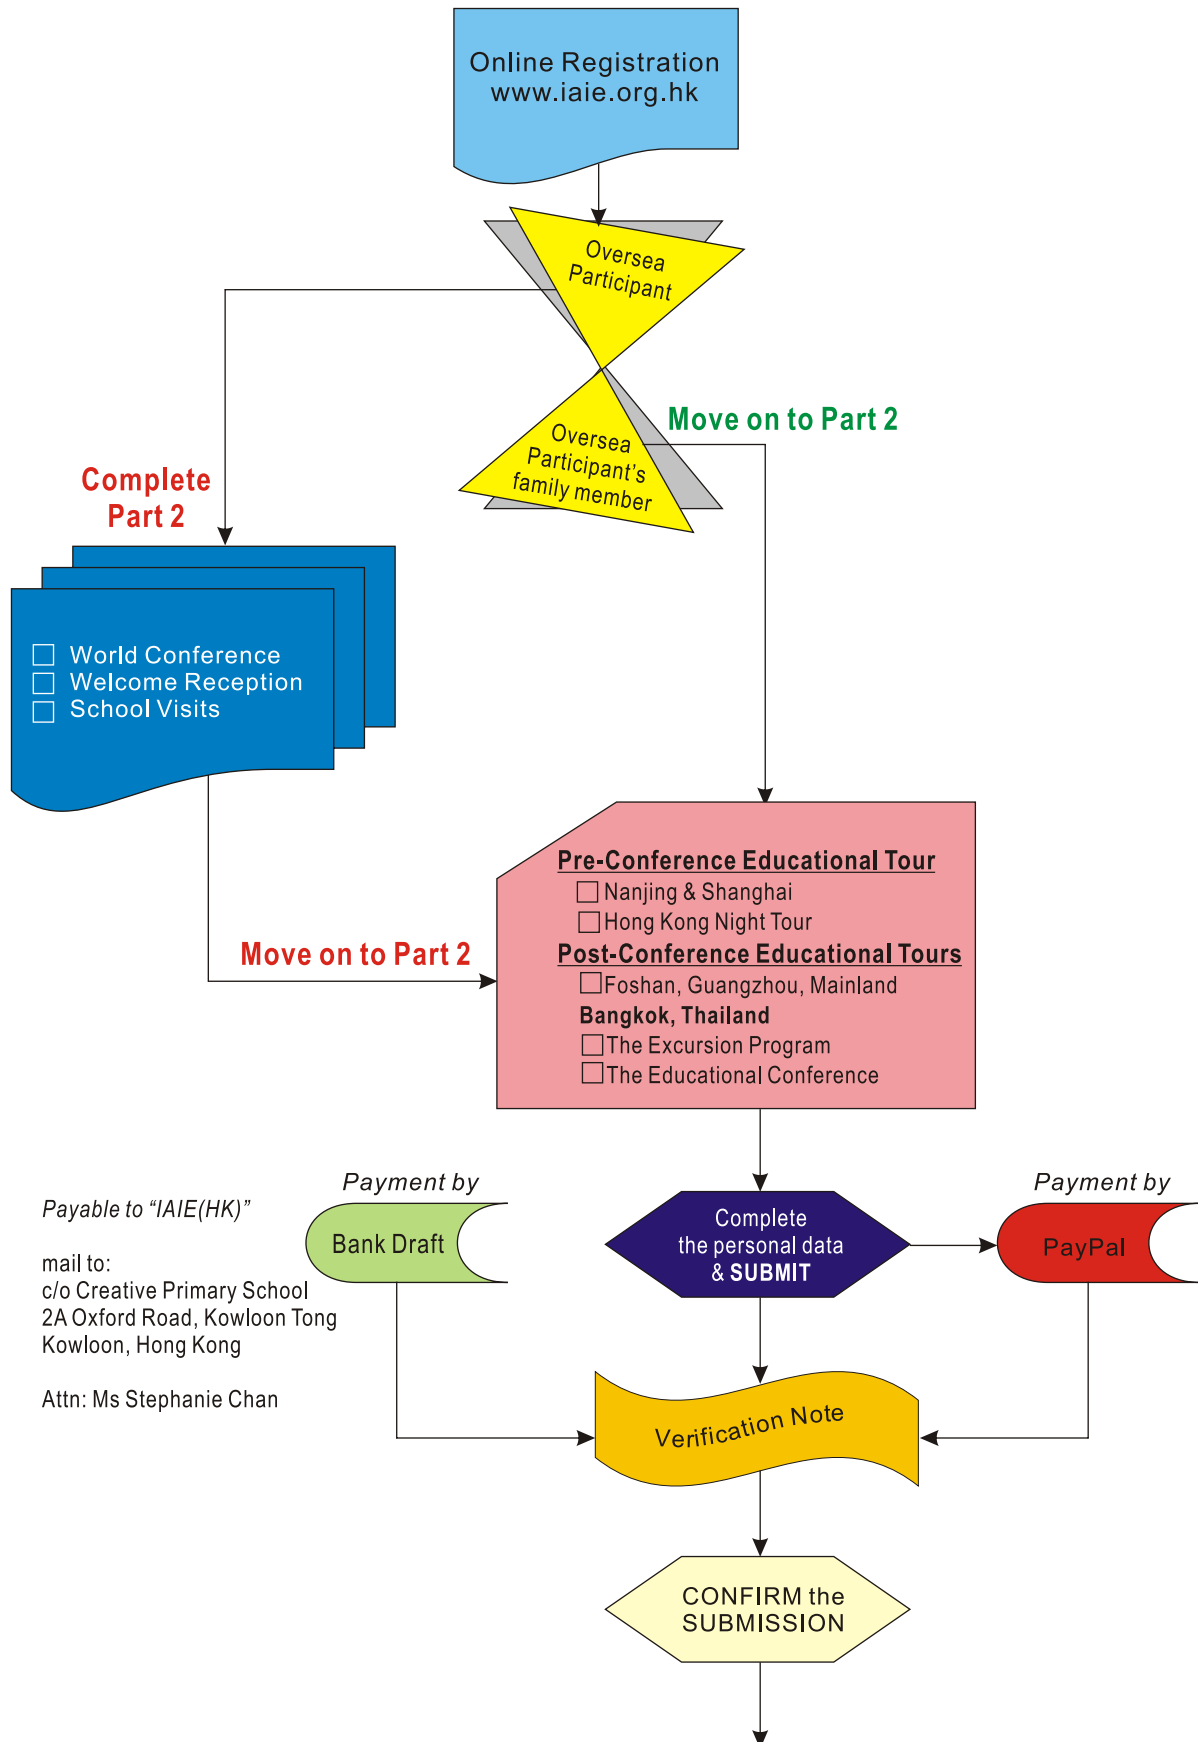 Online Registration
www.iaie.org.hk
Oversea
Participant
Oversea
Participant's
family member
Move on to Part 2
Complete
Part 2
World Conference
Welcome Reception
School Visits
Move on to Part 2
Pre-Conference Educational Tour
Nanjing & Shanghai
Hong Kong Night Tour
Post-Conference Educational Tours
Foshan, Guangzhou, Mainland
Bangkok, Thailand
The Excursion Program
The Educational Conference
Payable to “IAIE(HK)”
mail to:
c/o Creative Primary School
2A Oxford Road, Kowloon Tong
Kowloon, Hong Kong
Attn: Ms Stephanie Chan
Payment by
Bank Draft
Complete
the personal data
& SUBMIT
Payment by
PayPal
Verification Note
CONFIRM the
SUBMISSION